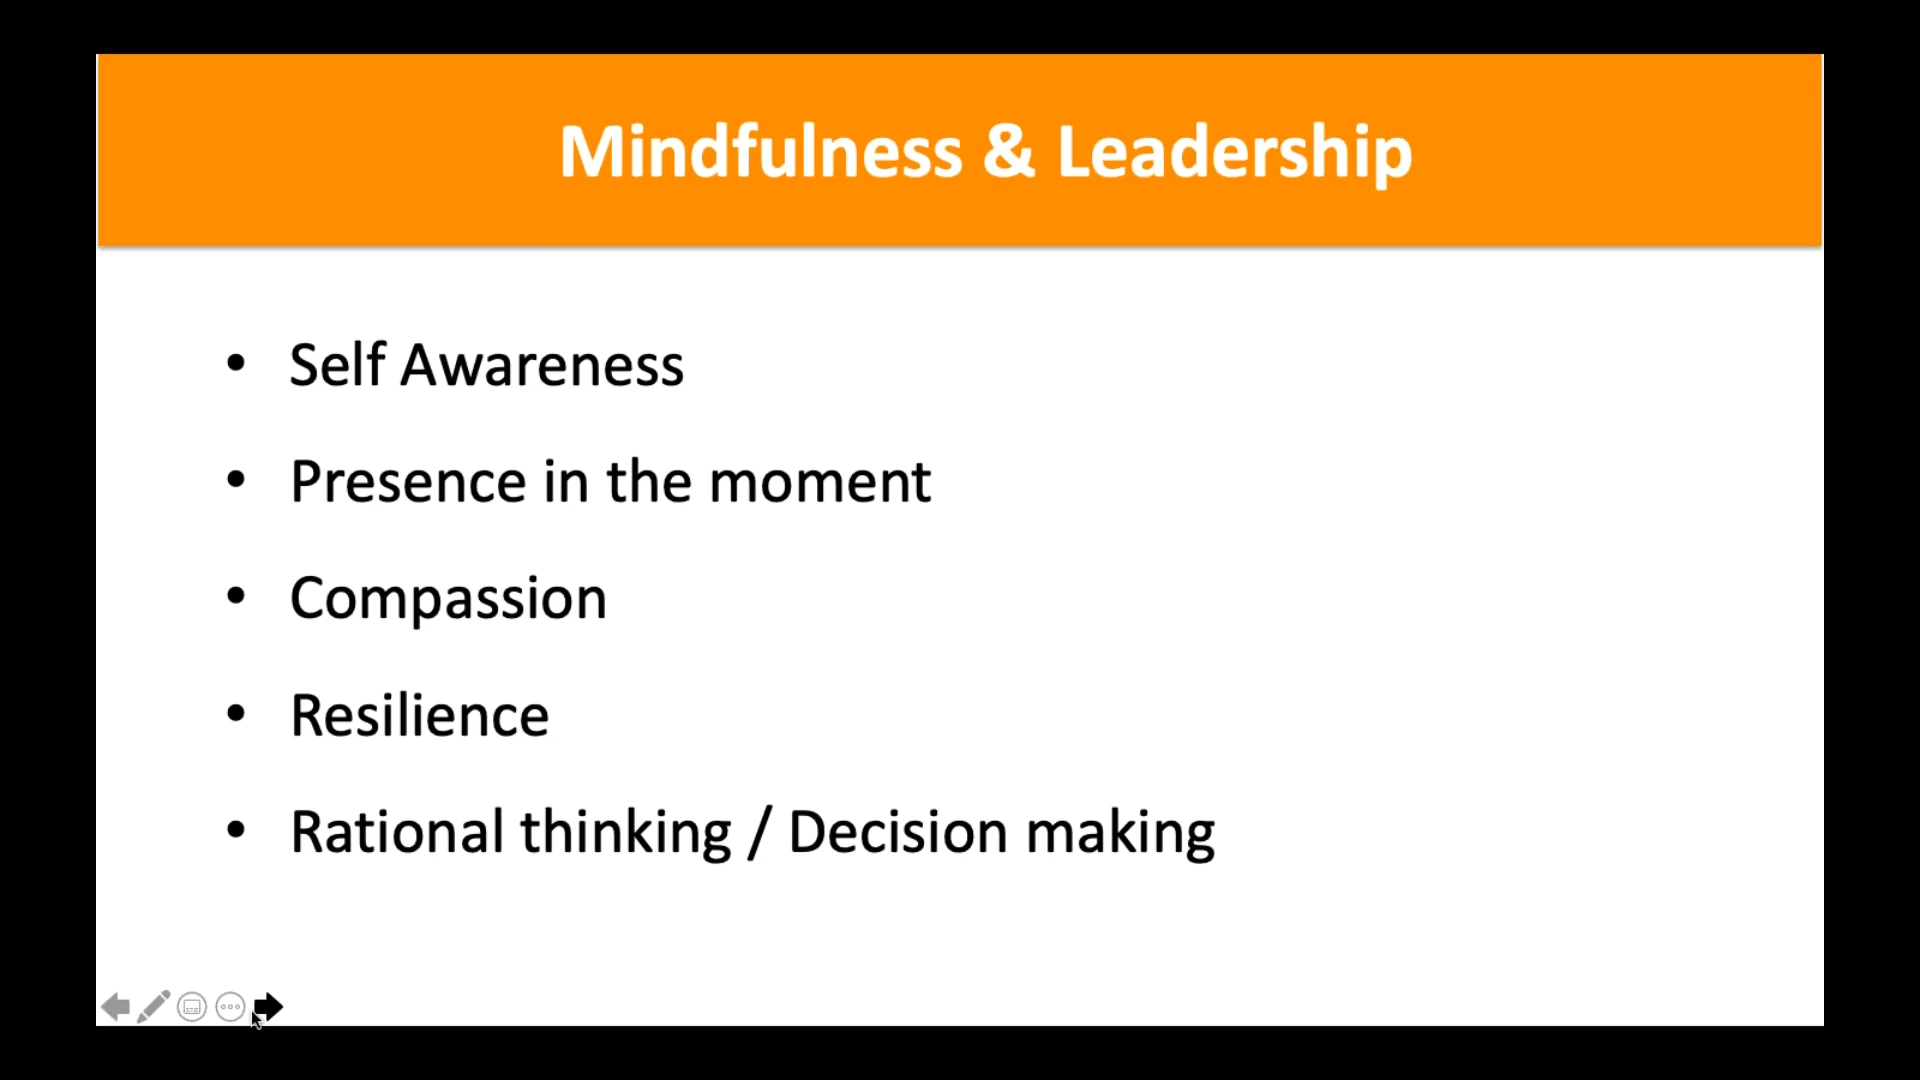 Mindfulness & Leadership
• Self Awareness
• Presence in the moment
• Compassion
• Resilience
• Rational thinking / Decision making